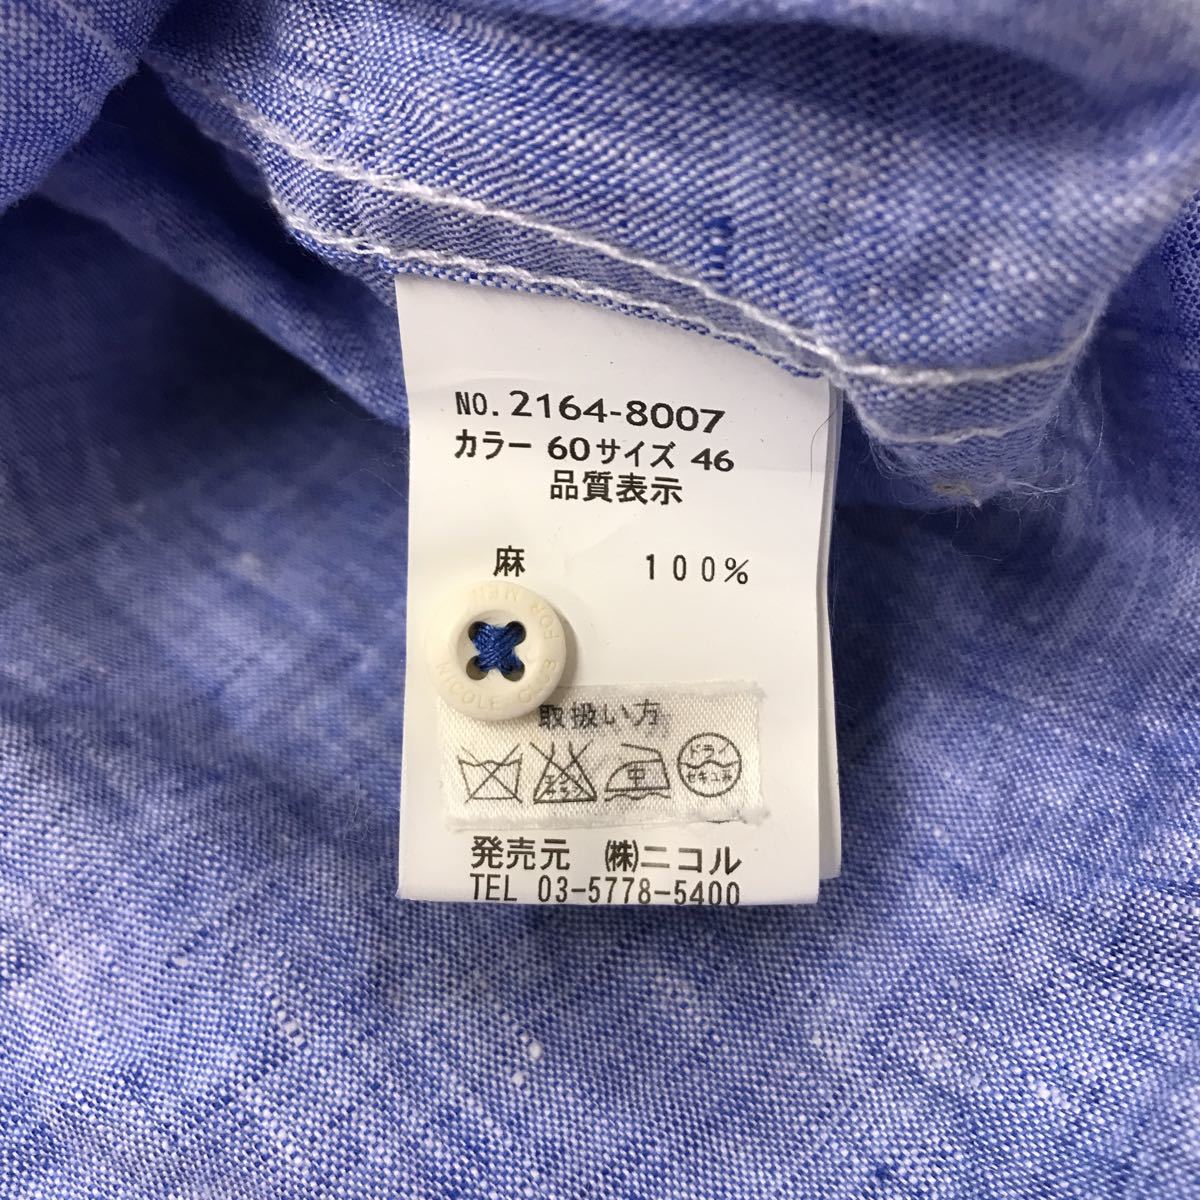 NO. 2164-8007
カラー 60サイズ 46
品質表示
麻 100%
NICOLE CLUB FOR MEN
取扱い方
中
ドライ
セキユ系
発売元 ㈱ニコル
TEL 03-5778-5400